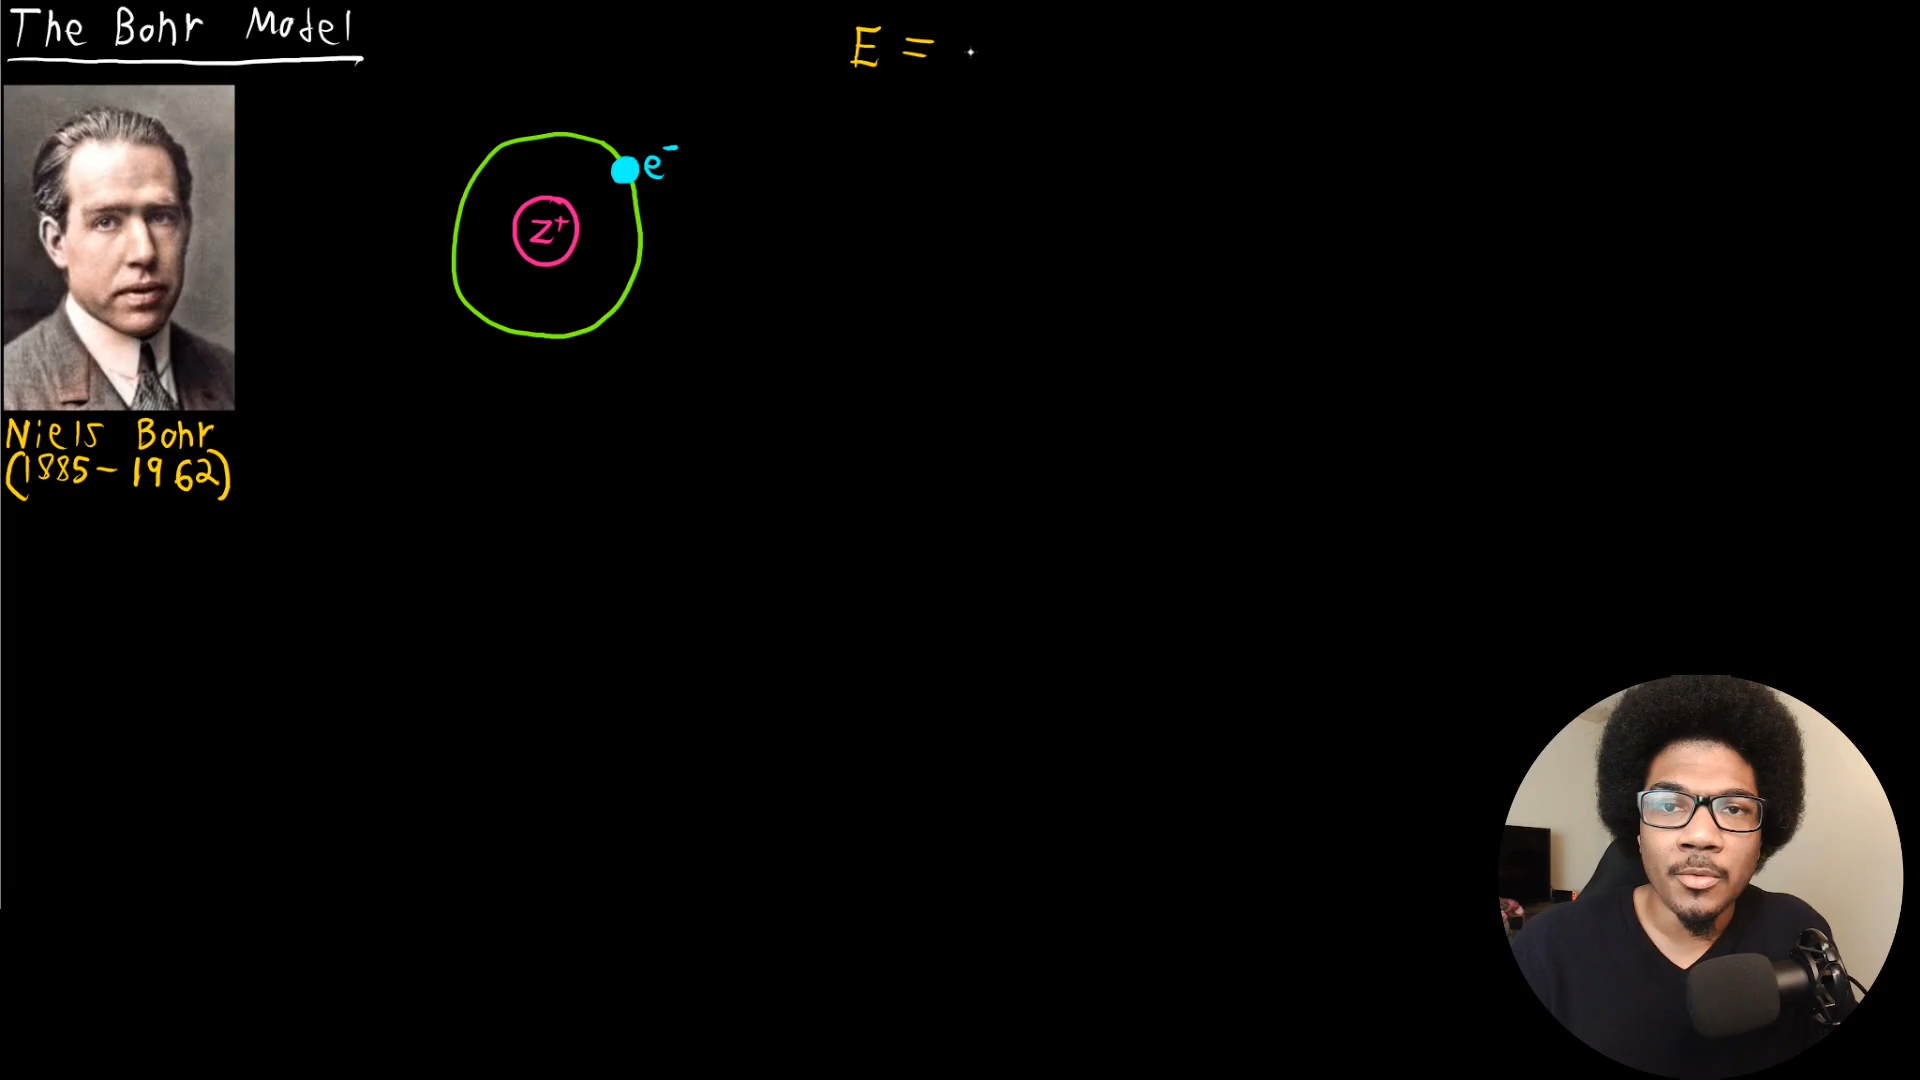 The Bohr Model
E =
e⁻
Z⁺
Niels Bohr
(1885-1962)